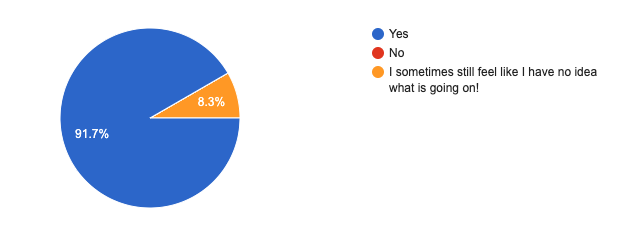 Yes
No
I sometimes still feel like I have no idea
what is going on!
8.3%
91.7%